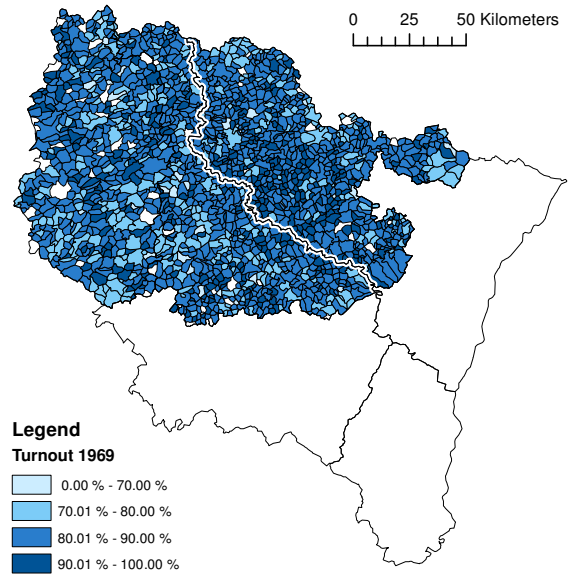 0 25 50 Kilometers
Legend
Turnout 1969
0.00 % - 70.00 %
70.01 % - 80.00 %
80.01 % - 90.00 %
90.01 % - 100.00 %